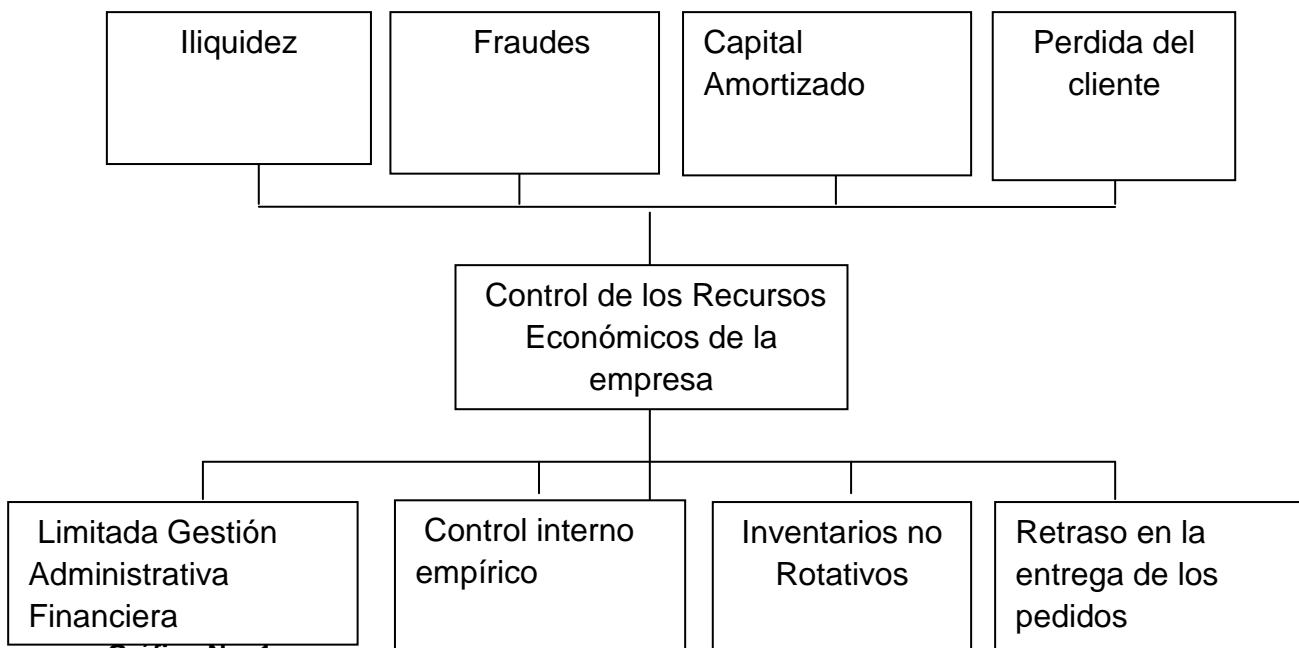 Iliquidez
Fraudes
Capital
Amortizado
Perdida del
cliente
Control de los Recursos
Económicos de la
empresa
Limitada Gestión
Administrativa
Financiera
Control interno
empírico
Inventarios no
Rotativos
Retraso en la
entrega de los
pedidos